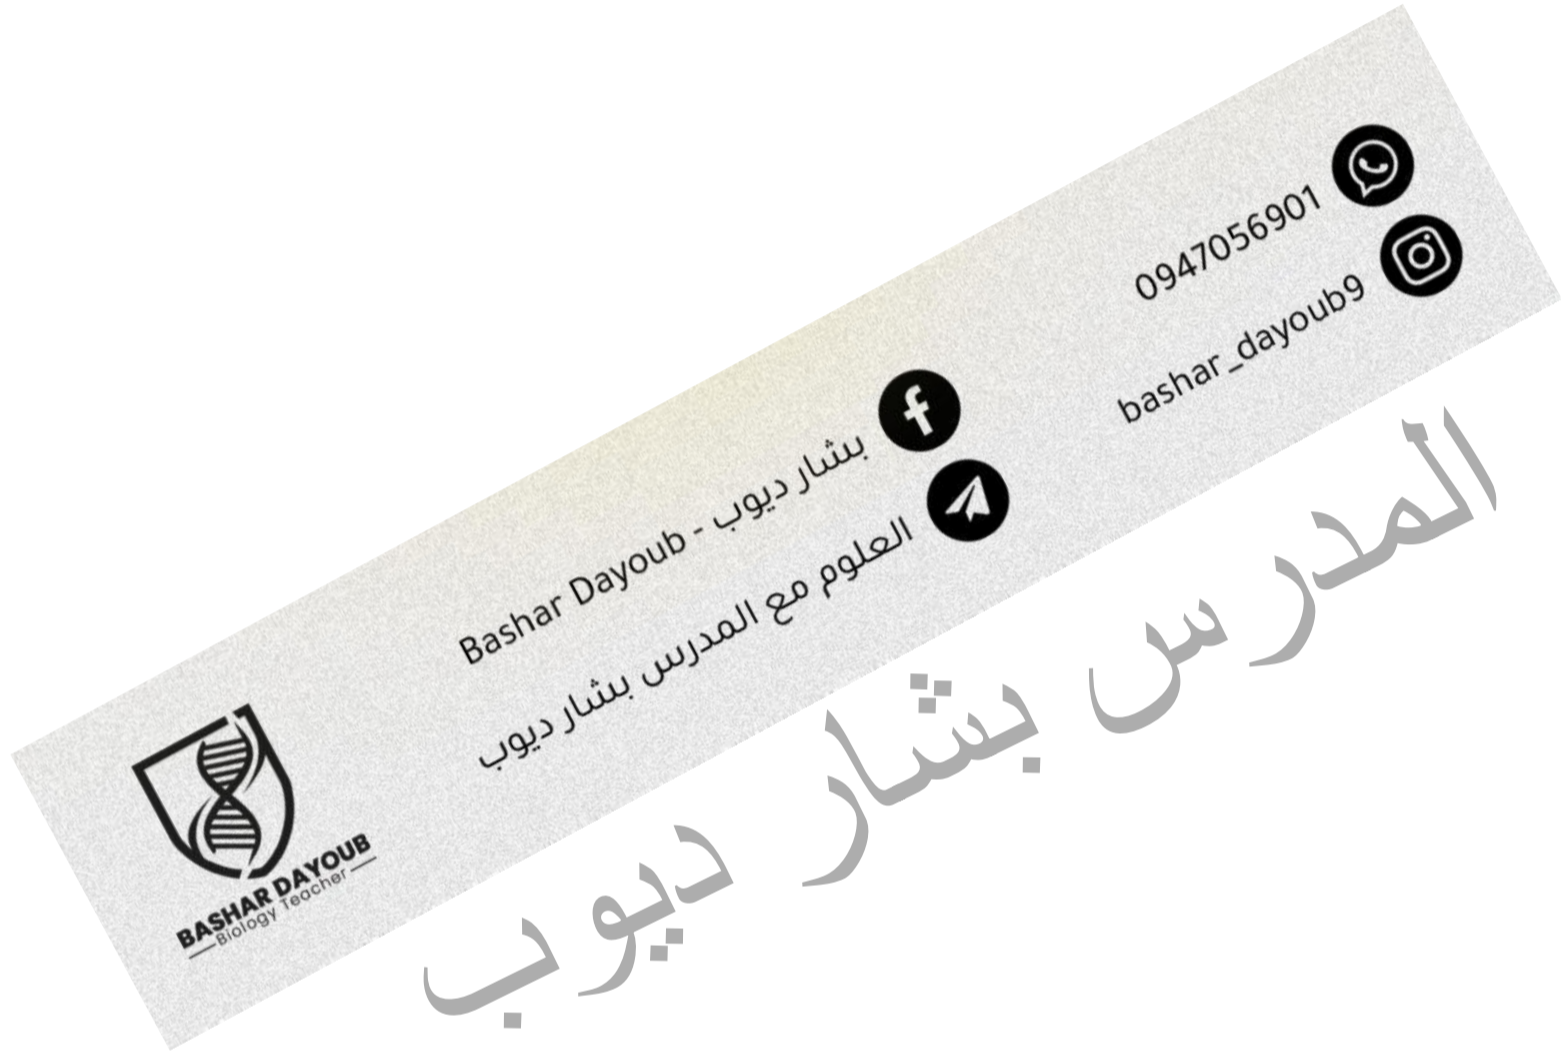 0947056901
bashar_dayoub9
بشار ديوب - Bashar Dayoub
العلوم مع المدرس بشار ديوب
BASHAR DAYOUB
Biology Teacher
المدرس بشار ديوب